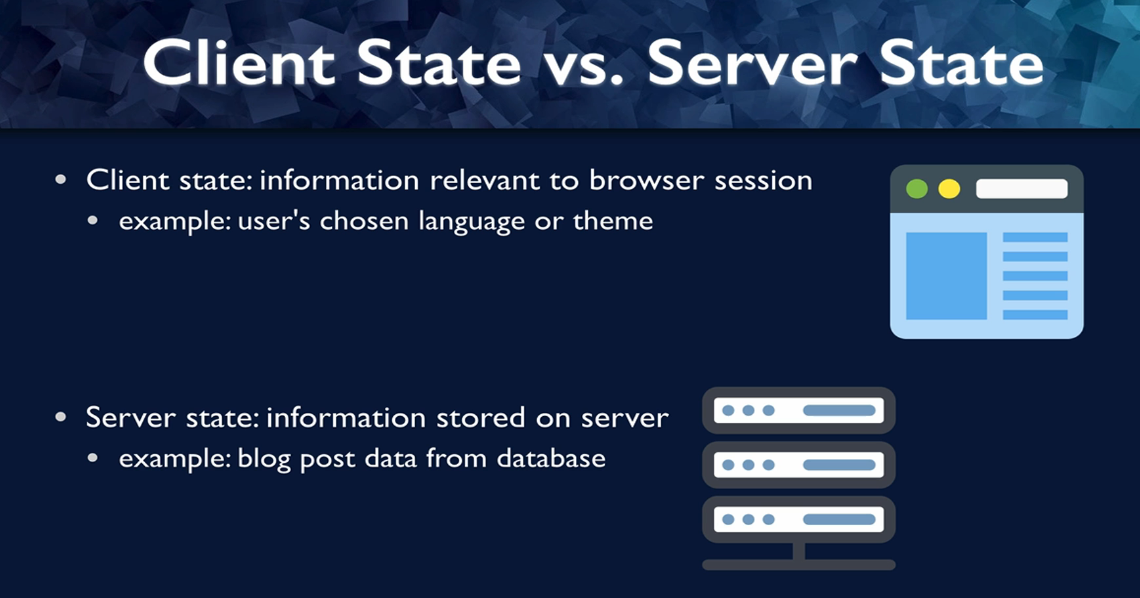 Client State vs. Server State
• Client state: information relevant to browser session
• example: user's chosen language or theme
• Server state: information stored on server
• example: blog post data from database